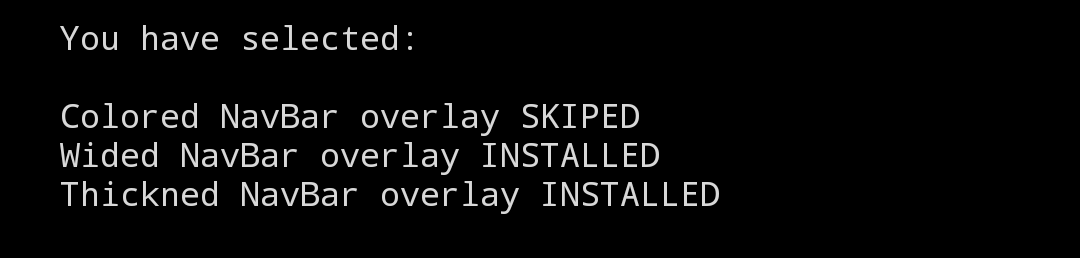 You have selected:
Colored NavBar overlay SKIPED
Wided NavBar overlay INSTALLED
Thickned NavBar overlay INSTALLED